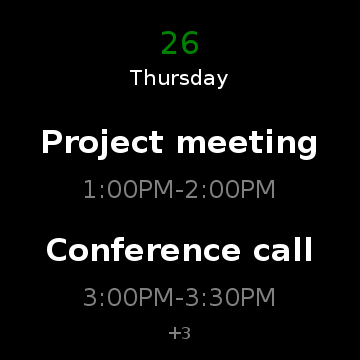 26
Thursday
Project meeting
1:00PM-2:00PM
Conference call
3:00PM-3:30PM
+3